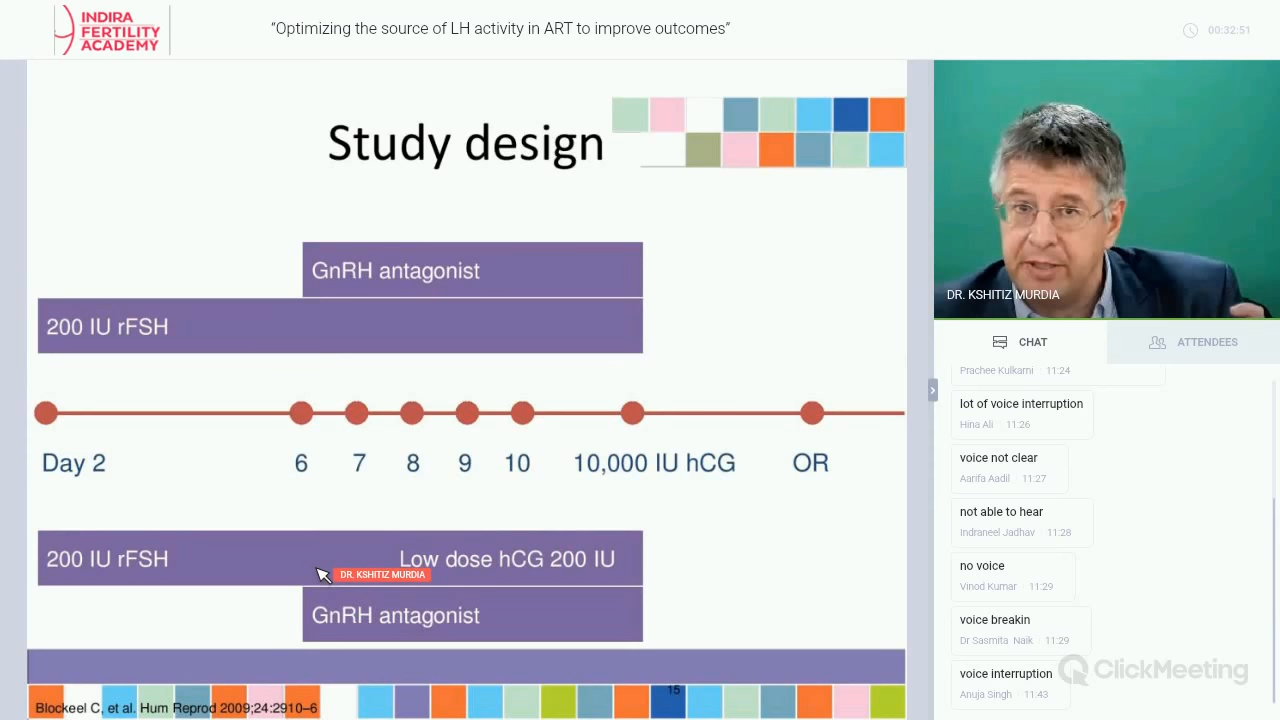 INDIRA
FERTILITY
ACADEMY
“Optimizing the source of LH activity in ART to improve outcomes”
00:32:51
Study design
GnRH antagonist
200 IU rFSH
Day 2
6
7
8
9
10
10,000 IU hCG
OR
200 IU rFSH
Low dose hCG 200 IU
DR. KSHITIZ MURDIA
GnRH antagonist
15
Blockeel C, et al. Hum Reprod 2009;24:2910–6
DR. KSHITIZ MURDIA
CHAT
ATTENDEES
Prachee Kulkarni · 11:24
lot of voice interruption
Hina Ali · 11:26
voice not clear
Aarifa Aadil · 11:27
not able to hear
Indraneel Jadhav · 11:28
no voice
Vinod Kumar · 11:29
voice breakin
Dr Sasmita Naik · 11:29
voice interruption
Anuja Singh · 11:43
ClickMeeting